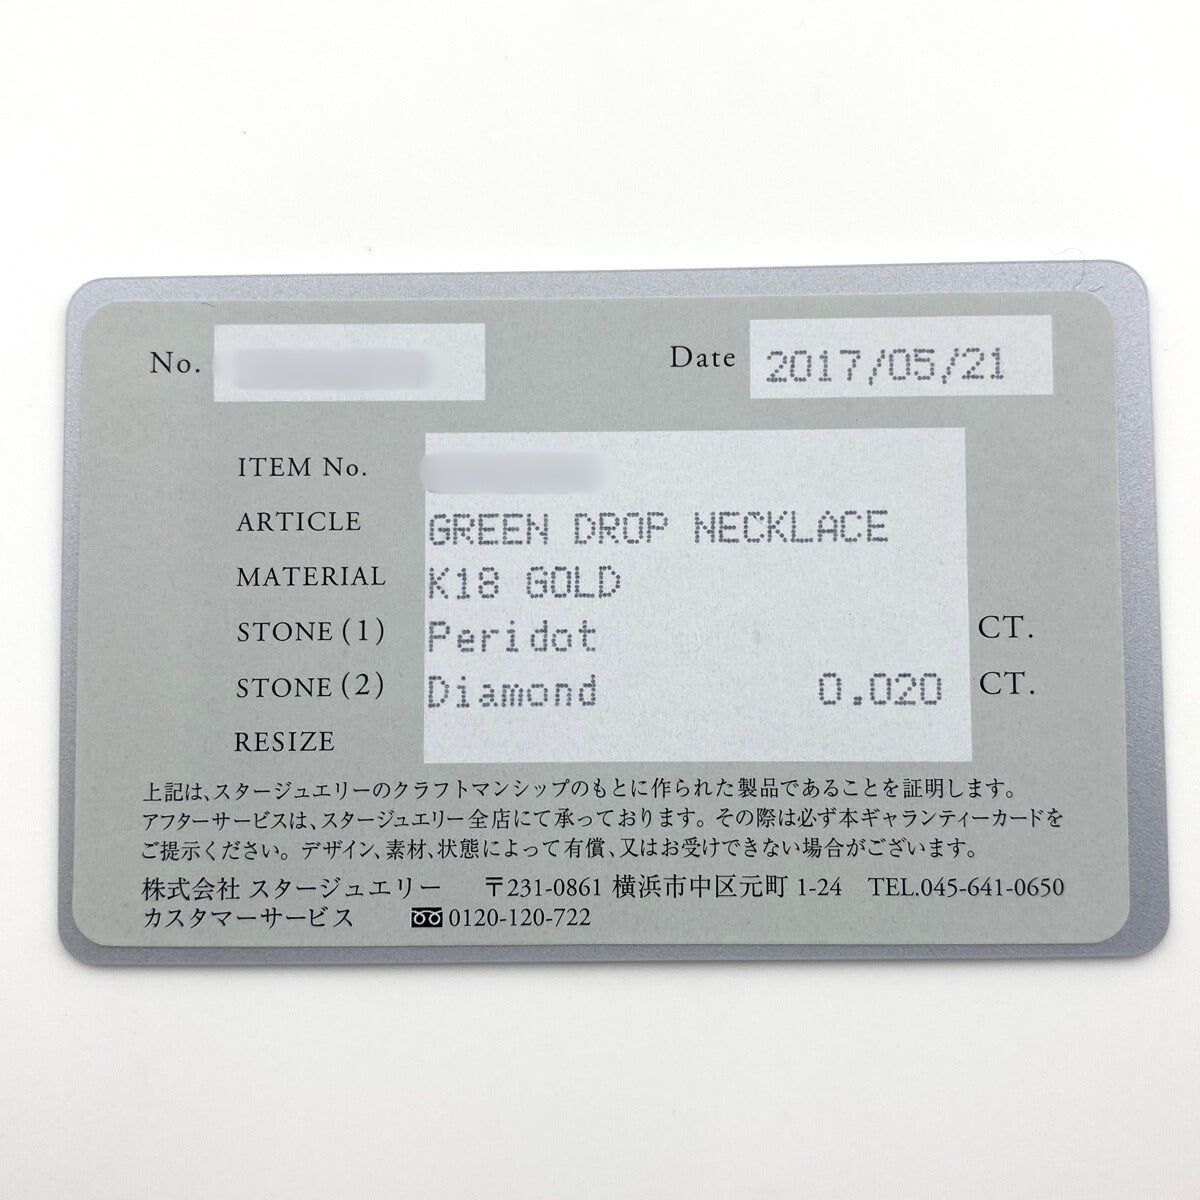 No.
Date 2017/05/21
ITEM No.
ARTICLE GREEN DROP NECKLACE
MATERIAL K18 GOLD
STONE (1) Peridot CT.
STONE (2) Diamond 0.020 CT.
RESIZE
上記は、スタージュエリーのクラフトマンシップのもとに作られた製品であることを証明します。
アフターサービスは、スタージュエリー全店にて承っております。その際は必ず本ギャランティーカードを
ご提示ください。デザイン、素材、状態によって有償、又はお受けできない場合がございます。
株式会社 スタージュエリー 〒231-0861 横浜市中区元町 1-24 TEL.045-641-0650
カスタマーサービス 0120-120-722